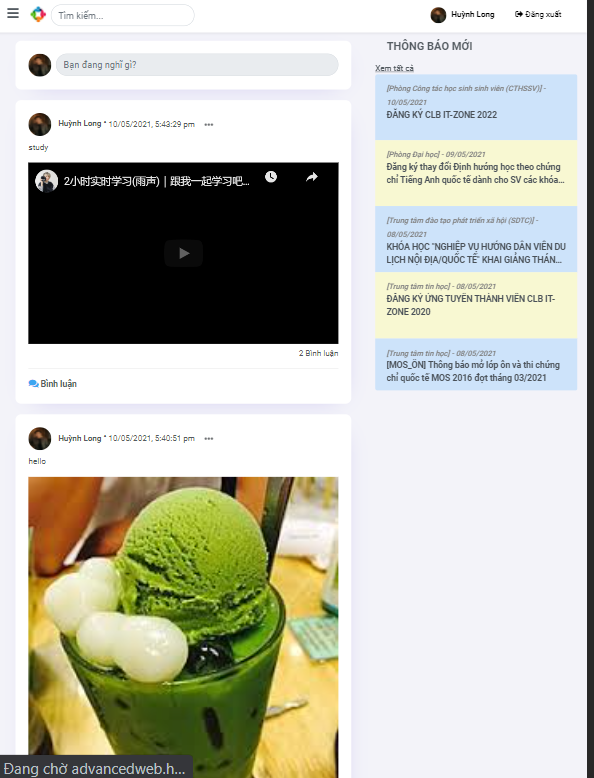 Tìm kiếm...
Huỳnh Long
Đăng xuất
Bạn đang nghĩ gì?
Huỳnh Long • 10/05/2021, 5:43:29 pm
study
2小时实时学习(雨声)｜跟我一起学习吧...
2 Bình luận
Bình luận
Huỳnh Long • 10/05/2021, 5:40:51 pm
hello
THÔNG BÁO MỚI
Xem tất cả
[Phòng Công tác học sinh sinh viên (CTHSSV)] -
10/05/2021
ĐĂNG KÝ CLB IT-ZONE 2022
[Phòng Đại học] - 09/05/2021
Đăng ký thay đổi Định hướng học theo chứng
chỉ Tiếng Anh quốc tế dành cho SV các khóa...
[Trung tâm đào tạo phát triển xã hội (SDTC)] -
08/05/2021
KHÓA HỌC "NGHIỆP VỤ HƯỚNG DẪN VIÊN DU
LỊCH NỘI ĐỊA/QUỐC TẾ" KHAI GIẢNG THÁN...
[Trung tâm tin học] - 08/05/2021
ĐĂNG KÝ ỨNG TUYỂN THÀNH VIÊN CLB IT-
ZONE 2020
[Trung tâm tin học] - 08/05/2021
[MOS_ÔN] Thông báo mở lớp ôn và thi chứng
chỉ quốc tế MOS 2016 đợt tháng 03/2021
Đang chờ advancedweb.h...